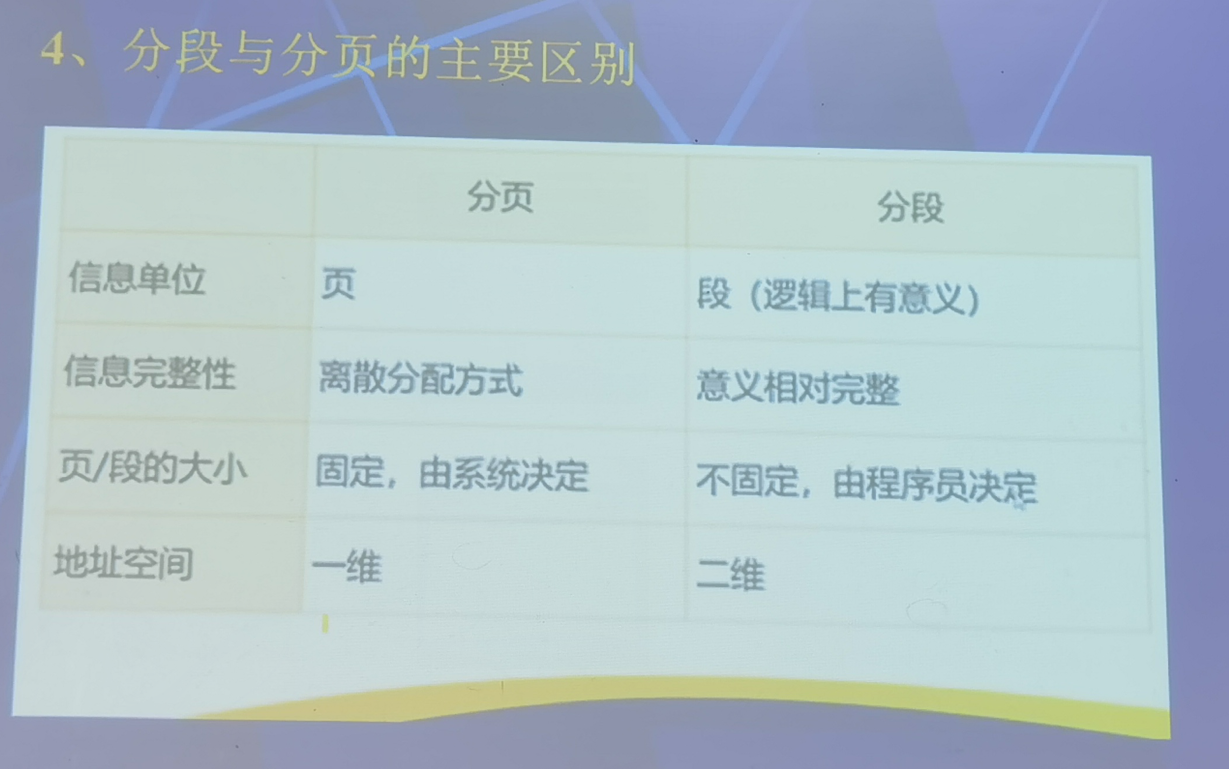 4、分段与分页的主要区别
分页 分段
信息单位 页 段（逻辑上有意义）
信息完整性 离散分配方式 意义相对完整
页/段的大小 固定，由系统决定 不固定，由程序员决定
地址空间 一维 二维